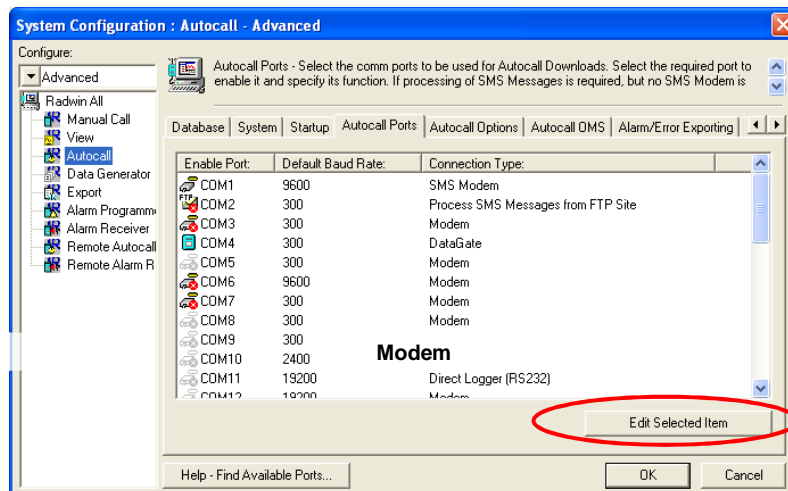 System Configuration : Autocall - Advanced
Configure:
Advanced
Radwin All
Manual Call
View
Autocall
Data Generator
Export
Alarm Programm
Alarm Receiver
Remote Autocall
Remote Alarm R
Autocall Ports - Select the comm ports to be used for Autocall Downloads. Select the required port to
enable it and specify its function. If processing of SMS Messages is required, but no SMS Modem is
Database System Startup Autocall Ports Autocall Options Autocall OMS Alarm/Error Exporting
Enable Port: Default Baud Rate: Connection Type:
COM1 9600 SMS Modem
FTP COM2 300 Process SMS Messages from FTP Site
COM3 300 Modem
COM4 300 DataGate
COM5 300 Modem
COM6 9600 Modem
COM7 300 Modem
COM8 300 Modem
COM9 300
Modem
COM10 2400
COM11 19200 Direct Logger (RS232)
COM12 19200 Modem
Edit Selected Item
Help - Find Available Ports... OK Cancel